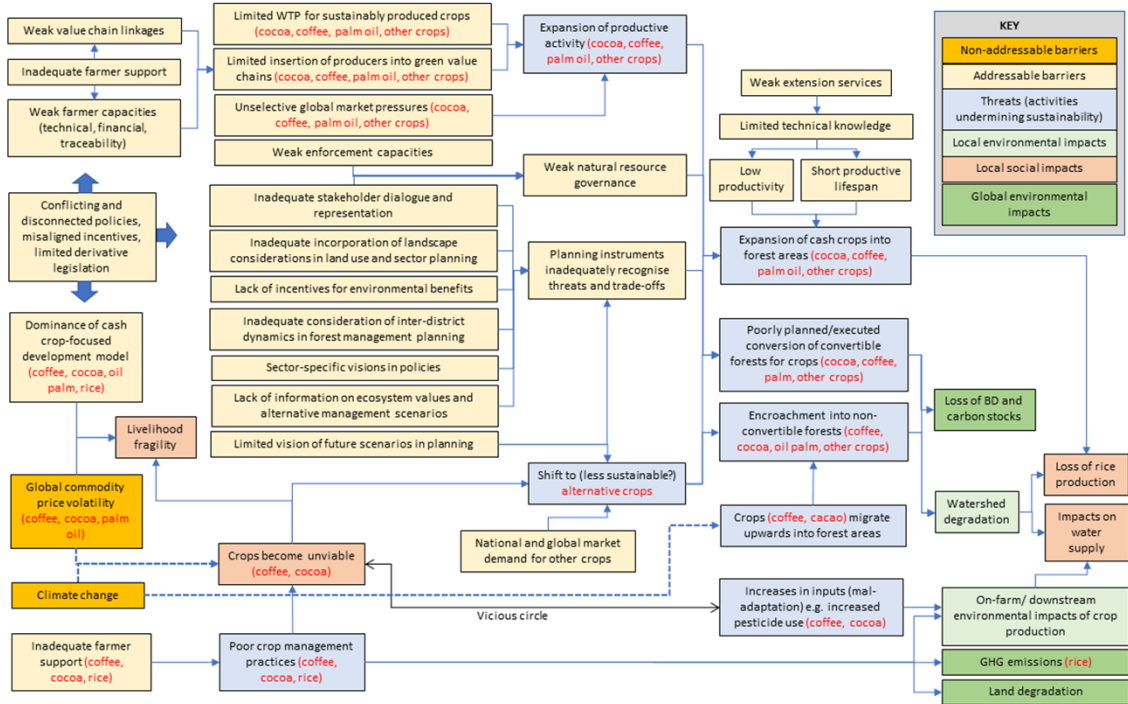 Weak value chain linkages
Inadequate farmer support
Weak farmer capacities
(technical, financial,
traceability)
Conflicting and
disconnected policies,
misaligned incentives,
limited derivative
legislation
Dominance of cash
crop-focused
development model
(coffee, cocoa, oil
palm, rice)
Livelihood
fragility
Global commodity
price volatility
(coffee, cocoa, palm
oil)
Climate change
Inadequate farmer
support (coffee,
cocoa, rice)
Limited WTP for sustainably produced crops
(cocoa, coffee, palm oil, other crops)
Limited insertion of producers into green value
chains (cocoa, coffee, palm oil, other crops)
Unselective global market pressures (cocoa,
coffee, palm oil, other crops)
Weak enforcement capacities
Inadequate stakeholder dialogue and
representation
Inadequate incorporation of landscape
considerations in land use and sector planning
Lack of incentives for environmental benefits
Inadequate consideration of inter-district
dynamics in forest management planning
Sector-specific visions in policies
Lack of information on ecosystem values and
alternative management scenarios
Limited vision of future scenarios in planning
Crops become unviable
(coffee, cocoa)
Poor crop management
practices (coffee,
cocoa, rice)
Expansion of productive
activity (cocoa, coffee,
palm oil, other crops)
Weak natural resource
governance
Planning instruments
inadequately recognise
threats and trade-offs
Shift to (less sustainable?)
alternative crops
National and global market
demand for other crops
Vicious circle
Weak extension services
Limited technical knowledge
Low
productivity
Short productive
lifespan
Expansion of cash crops into
forest areas (cocoa, coffee,
palm oil, other crops)
Poorly planned/executed
conversion of convertible
forests for crops (cocoa, coffee,
palm, other crops)
Encroachment into non-
convertible forests (coffee,
cocoa, oil palm, other crops)
Crops (coffee, cacao) migrate
upwards into forest areas
Increases in inputs (mal-
adaptation) e.g. increased
pesticide use (coffee, cocoa)
KEY
Non-addressable barriers
Addressable barriers
Threats (activities
undermining sustainability)
Local environmental impacts
Local social impacts
Global environmental
impacts
Loss of BD and
carbon stocks
Watershed
degradation
Loss of rice
production
Impacts on
water
supply
On-farm/ downstream
environmental impacts of crop
production
GHG emissions (rice)
Land degradation